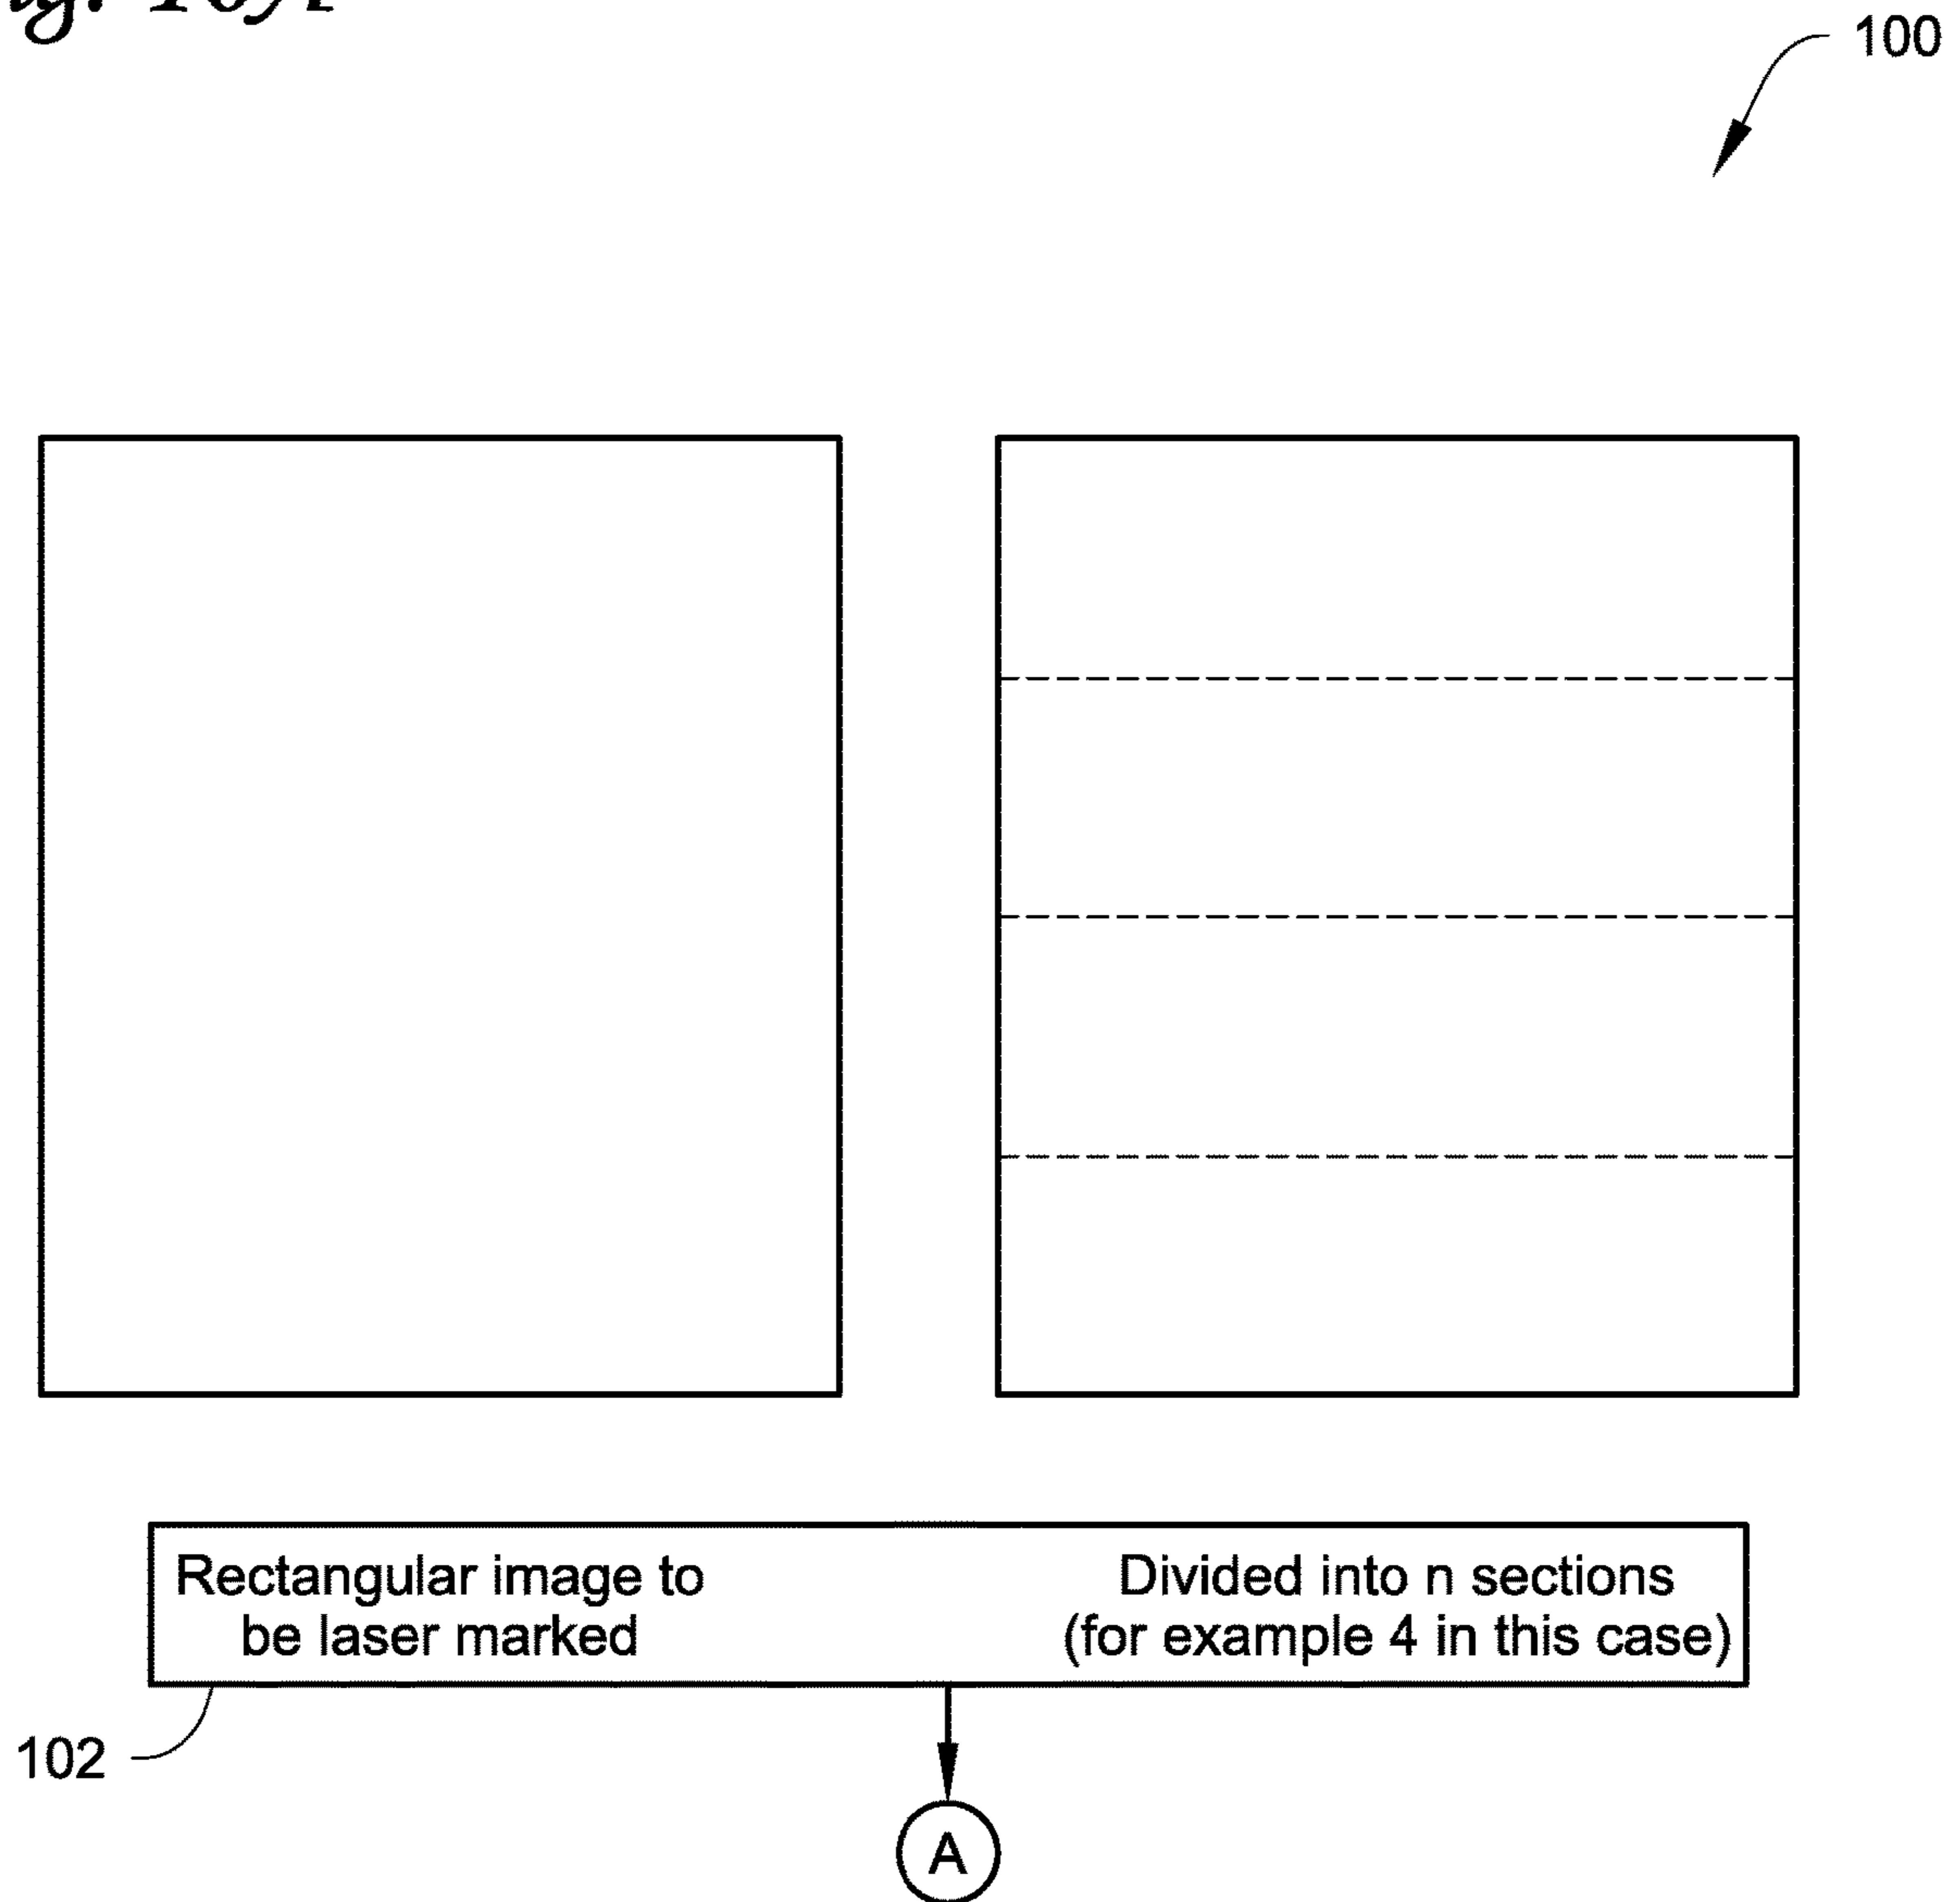 100
Rectangular image to
be laser marked
Divided into n sections
(for example 4 in this case)
102
A